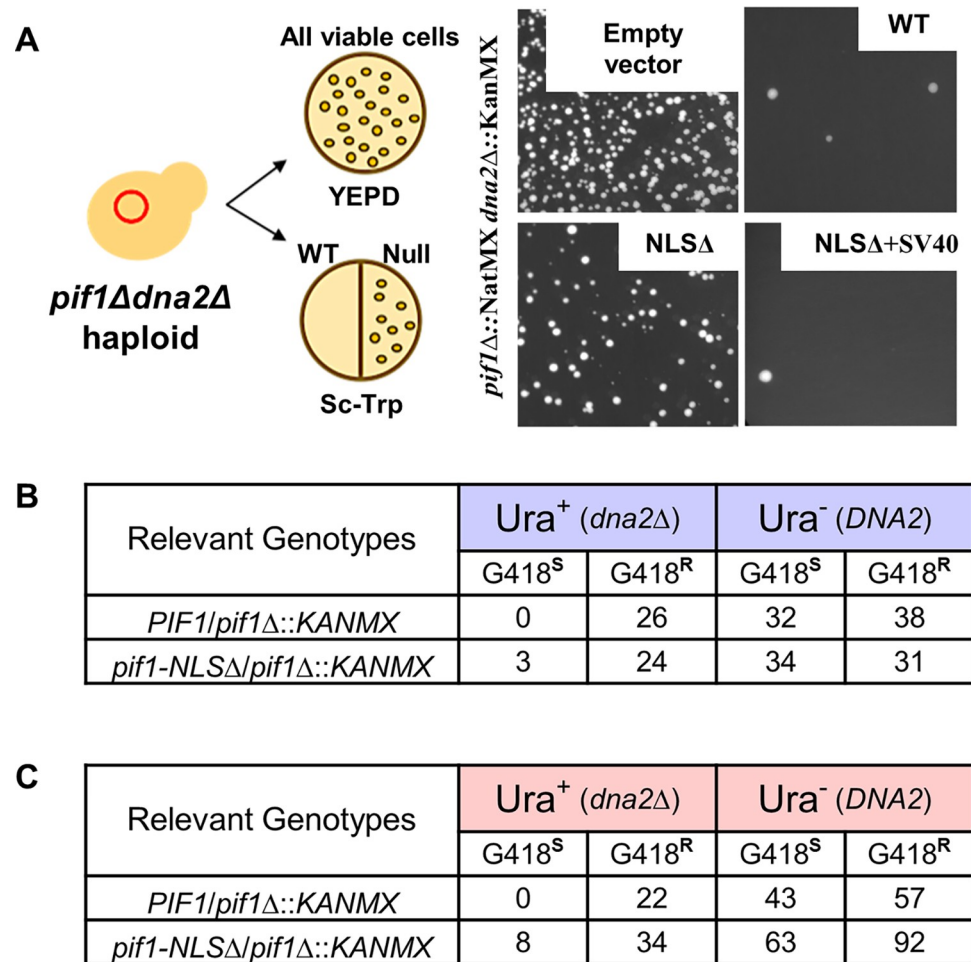 A
All viable cells
YEPD
WT Null
Sc-Trp
pif1Δdna2Δ
haploid
pif1Δ::NatMX dna2Δ::KanMX
Empty
vector
WT
NLSΔ
NLSΔ+SV40
B
Relevant Genotypes
Ura+ (dna2Δ) Ura- (DNA2)
G418S G418R G418S G418R
PIF1/pif1Δ::KANMX 0 26 32 38
pif1-NLSΔ/pif1Δ::KANMX 3 24 34 31
C
Relevant Genotypes
Ura+ (dna2Δ) Ura- (DNA2)
G418S G418R G418S G418R
PIF1/pif1Δ::KANMX 0 22 43 57
pif1-NLSΔ/pif1Δ::KANMX 8 34 63 92